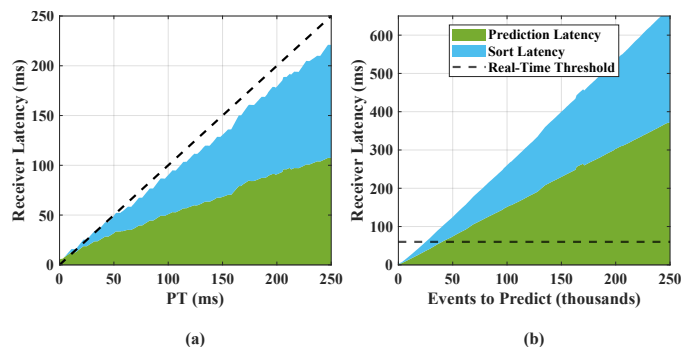 250
200
150
100
50
0
Receiver Latency (ms)
0 50 100 150 200 250
PT (ms)
(a)
600
500
400
300
200
100
0
Receiver Latency (ms)
Prediction Latency
Sort Latency
Real-Time Threshold
0 50 100 150 200 250
Events to Predict (thousands)
(b)